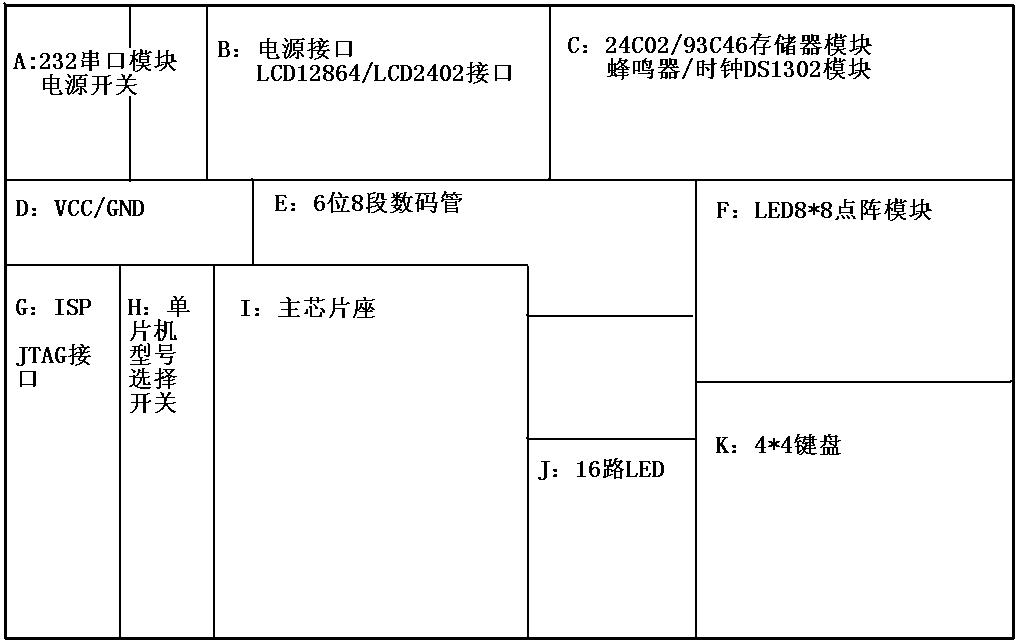 A:232串口模块
电源开关
B：电源接口
LCD12864/LCD2402接口
C：24C02/93C46存储器模块
蜂鸣器/时钟DS1302模块
D：VCC/GND
E：6位8段数码管
F：LED8*8点阵模块
G：ISP
JTAG接
口
H：单
片机
型号
选择
开关
I：主芯片座
J：16路LED
K：4*4键盘